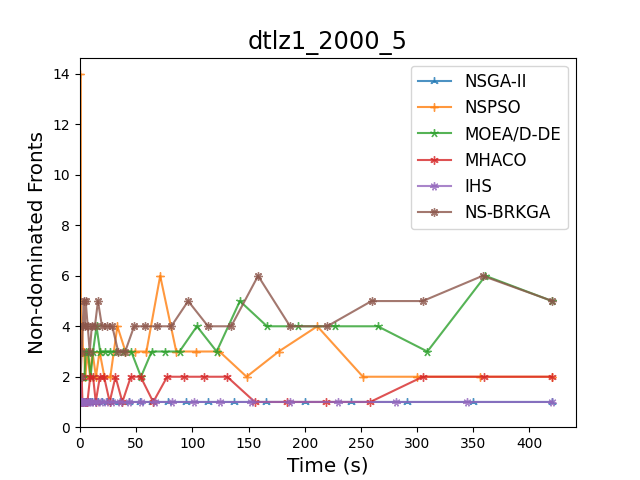 dtlz1_2000_5
Non-dominated Fronts
14
12
10
8
6
4
2
0
NSGA-II
NSPSO
MOEA/D-DE
MHACO
IHS
NS-BRKGA
0 50 100 150 200 250 300 350 400
Time (s)